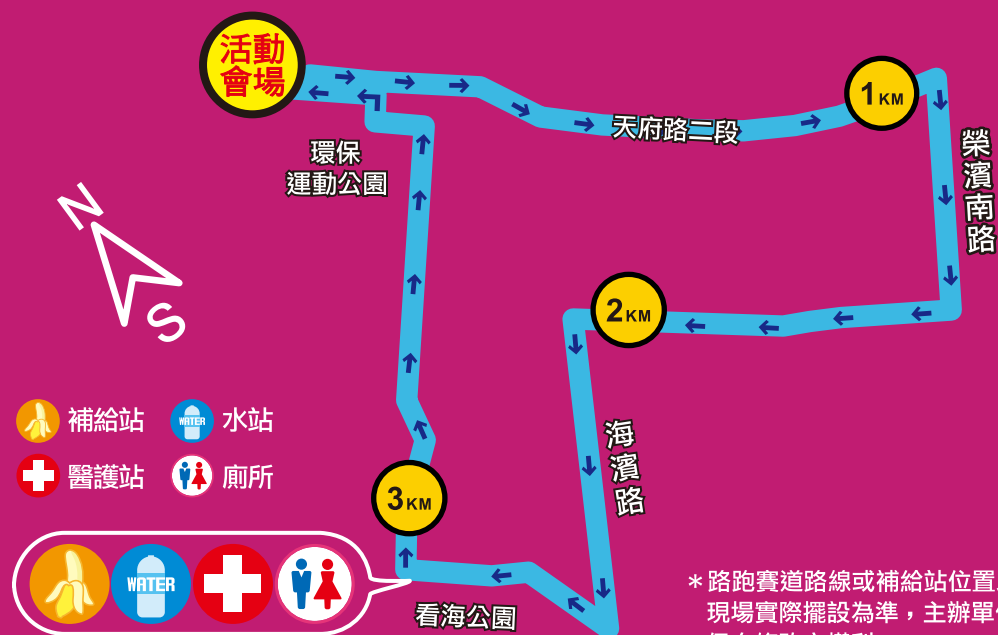 活動
會場
1KM
天府路二段
榮濱南路
環保
運動公園
N
S
2KM
海濱路
補給站
WATER
水站
醫護站
廁所
3KM
WATER
看海公園
＊路跑賽道路線或補給站位置
現場實際擺設為準，主辦單